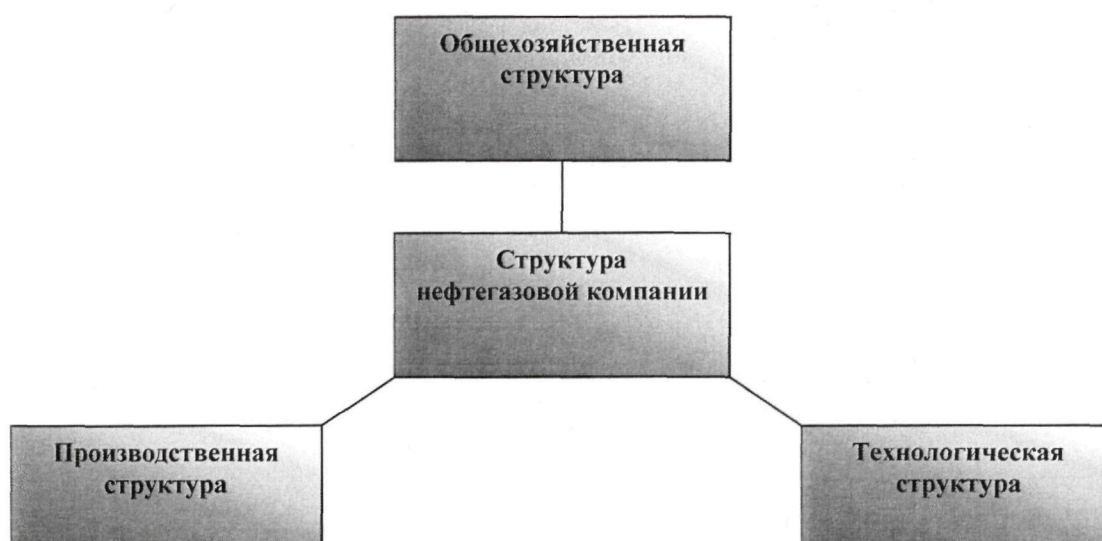 Общехозяйственная
структура
Структура
нефтегазовой компании
Производственная
структура
Технологическая
структура